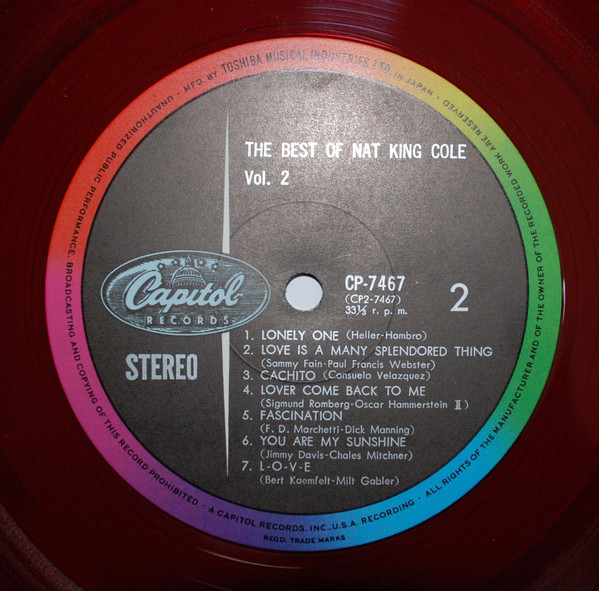 MFG. BY TOSHIBA MUSICAL INDUSTRIES LTD. IN JAPAN · ALL RIGHTS OF THE MANUFACTURER AND OF THE OWNER OF THE RECORDED WORK ARE RESERVED
UNAUTHORIZED PUBLIC PERFORMANCE, BROADCASTING AND COPYING OF THIS RECORD PROHIBITED · A CAPITOL RECORDS, INC., U.S.A. RECORDING ·
REGD. TRADE MARKS
THE BEST OF NAT KING COLE
Vol. 2
Capitol
RECORDS
STEREO
CP-7467
(CP2-7467)
33⅓ r. p. m.
2
1. LONELY ONE (Heller-Hambro)
2. LOVE IS A MANY SPLENDORED THING
(Sammy Fain-Paul Francis Webster)
3. CACHITO (Consuelo Velazquez)
4. LOVER COME BACK TO ME
(Sigmund Romberg-Oscar Hammerstein Ⅱ)
5. FASCINATION
(F. D. Marchetti-Dick Manning)
6. YOU ARE MY SUNSHINE
(Jimmy Davis-Chales Mitchner)
7. L-O-V-E
(Bert Kaemfelt-Milt Gabler)